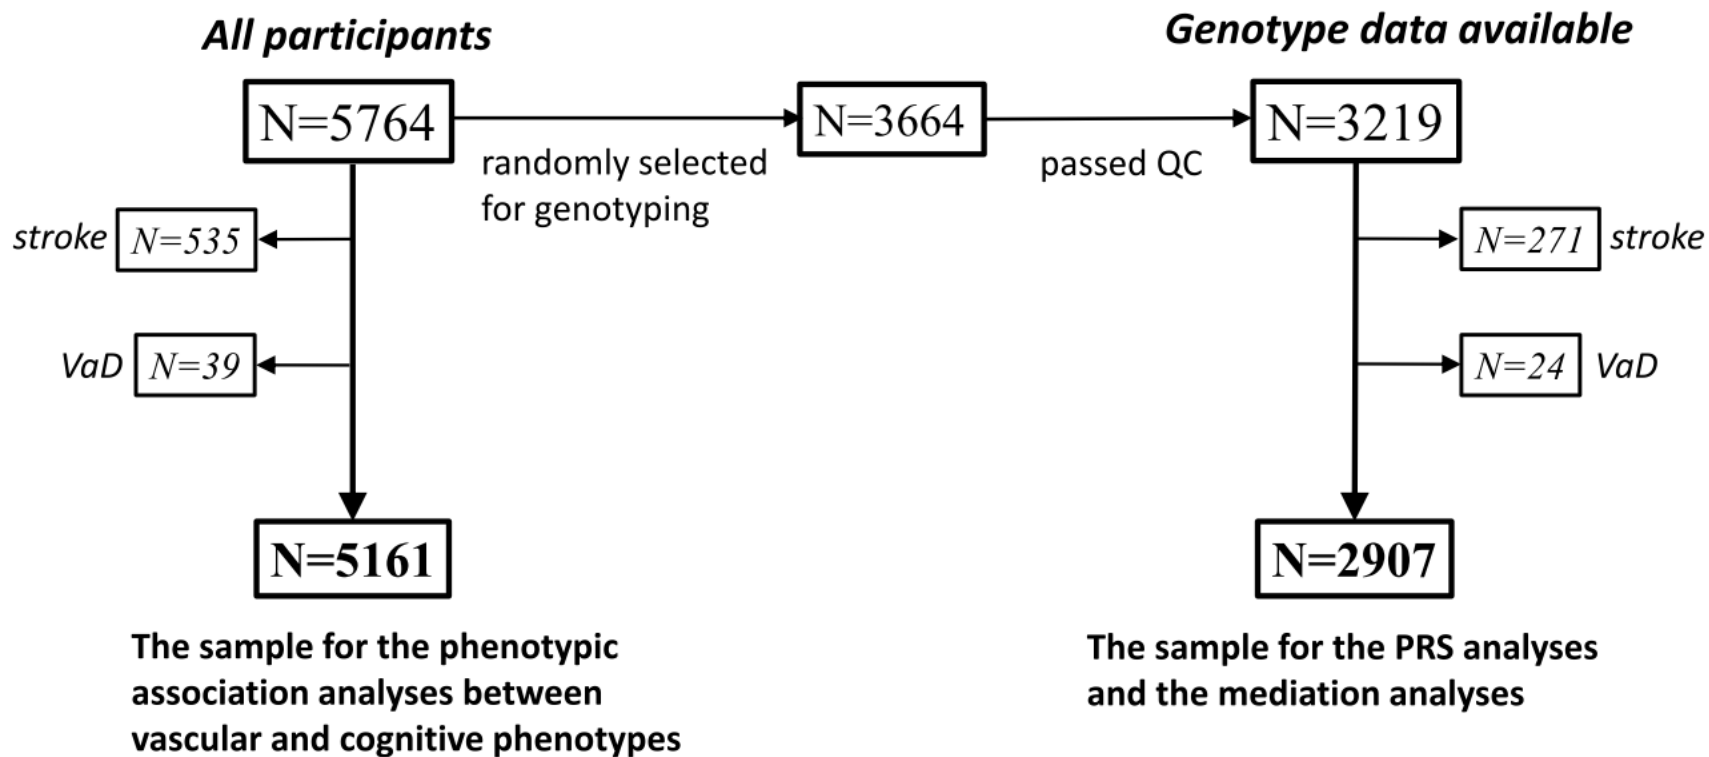 All participants
Genotype data available
N=5764
N=3664
N=3219
randomly selected
for genotyping
passed QC
stroke N=535
N=271 stroke
VaD N=39
N=24 VaD
N=5161
N=2907
The sample for the phenotypic
association analyses between
vascular and cognitive phenotypes
The sample for the PRS analyses
and the mediation analyses